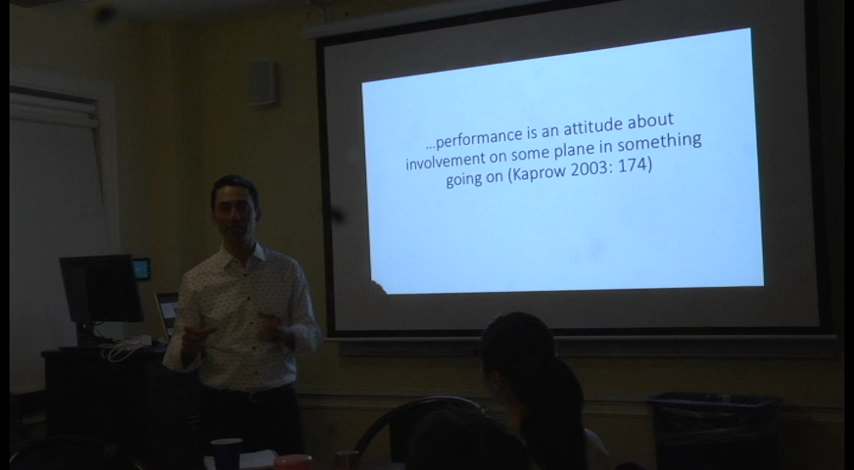 ...performance is an attitude about
involvement on some plane in something
going on (Kaprow 2003: 174)